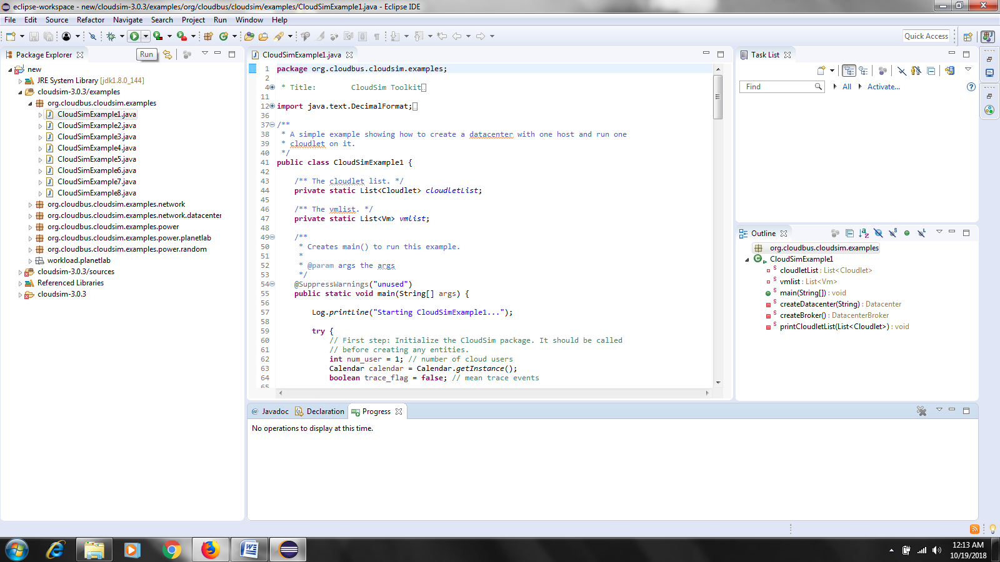 eclipse-workspace - new/cloudsim-3.0.3/examples/org/cloudbus/cloudsim/examples/CloudSimExample1.java - Eclipse IDE
File Edit Source Refactor Navigate Search Project Run Window Help
Quick Access
Package Explorer
Run
new
JRE System Library [jdk1.8.0_144]
cloudsim-3.0.3/examples
org.cloudbus.cloudsim.examples
CloudSimExample1.java
CloudSimExample2.java
CloudSimExample3.java
CloudSimExample4.java
CloudSimExample5.java
CloudSimExample6.java
CloudSimExample7.java
CloudSimExample8.java
org.cloudbus.cloudsim.examples.network
org.cloudbus.cloudsim.examples.network.datacenter
org.cloudbus.cloudsim.examples.power
org.cloudbus.cloudsim.examples.power.planetlab
org.cloudbus.cloudsim.examples.power.random
workload.planetlab
cloudsim-3.0.3/sources
Referenced Libraries
cloudsim-3.0.3
CloudSimExample1.java
1 package org.cloudbus.cloudsim.examples;
2
4 * Title: CloudSim Toolkit
11
12 import java.text.DecimalFormat;
36
37 /**
38 * A simple example showing how to create a datacenter with one host and run one
39 * cloudlet on it.
40 */
41 public class CloudSimExample1 {
42
43 /** The cloudlet list. */
44 private static List<Cloudlet> cloudletList;
45
46 /** The vmlist. */
47 private static List<Vm> vmlist;
48
49 /**
50 * Creates main() to run this example.
51 *
52 * @param args the args
53 */
54 @SuppressWarnings("unused")
55 public static void main(String[] args) {
56
57 Log.printLine("Starting CloudSimExample1...");
58
59 try {
60 // First step: Initialize the CloudSim package. It should be called
61 // before creating any entities.
62 int num_user = 1; // number of cloud users
63 Calendar calendar = Calendar.getInstance();
64 boolean trace_flag = false; // mean trace events
65
Task List
Find All Activate...
Outline
org.cloudbus.cloudsim.examples
CloudSimExample1
cloudletList : List<Cloudlet>
vmlist : List<Vm>
main(String[]) : void
createDatacenter(String) : Datacenter
createBroker() : DatacenterBroker
printCloudletList(List<Cloudlet>) : void
Javadoc Declaration Progress
No operations to display at this time.
12:13 AM
10/19/2018